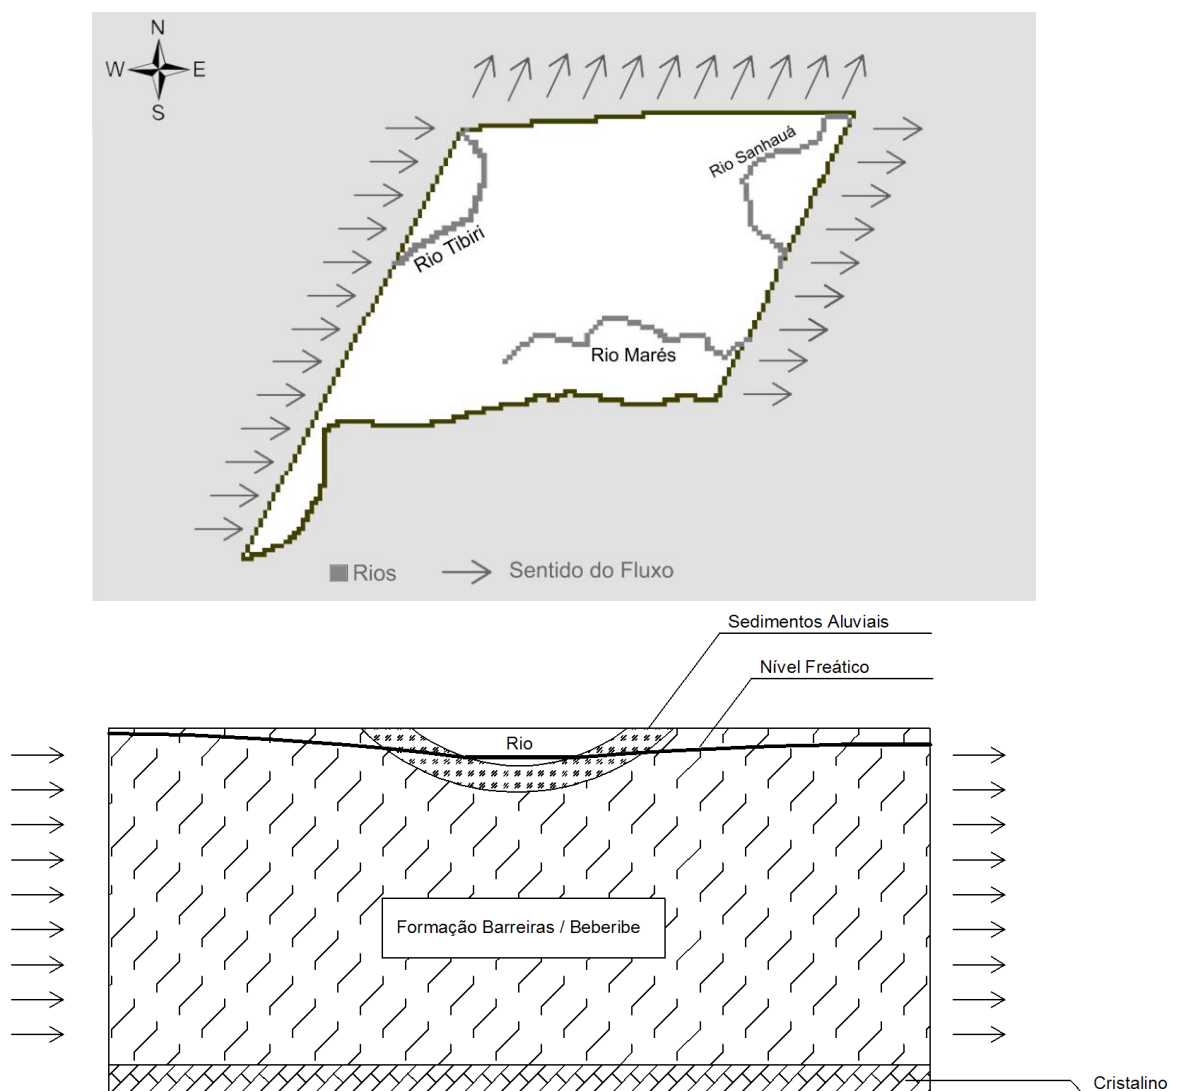 N
W E
S
Rio Sanhauá
Rio Tibiri
Rio Marés
Rios
Sentido do Fluxo
Sedimentos Aluviais
Nível Freático
Rio
Formação Barreiras / Beberibe
Cristalino